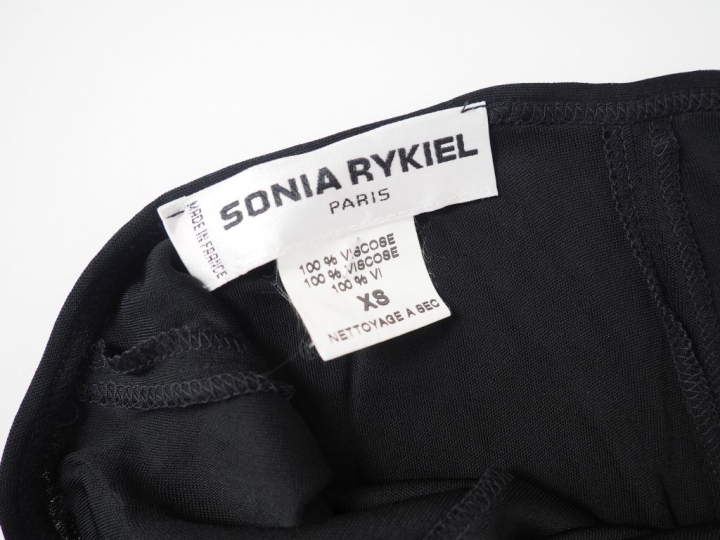 SONIA RYKIEL
PARIS
MADE IN FRANCE
100 % VISCOSE
100 % VISCOSE
100 % VI
XS
NETTOYAGE A SEC